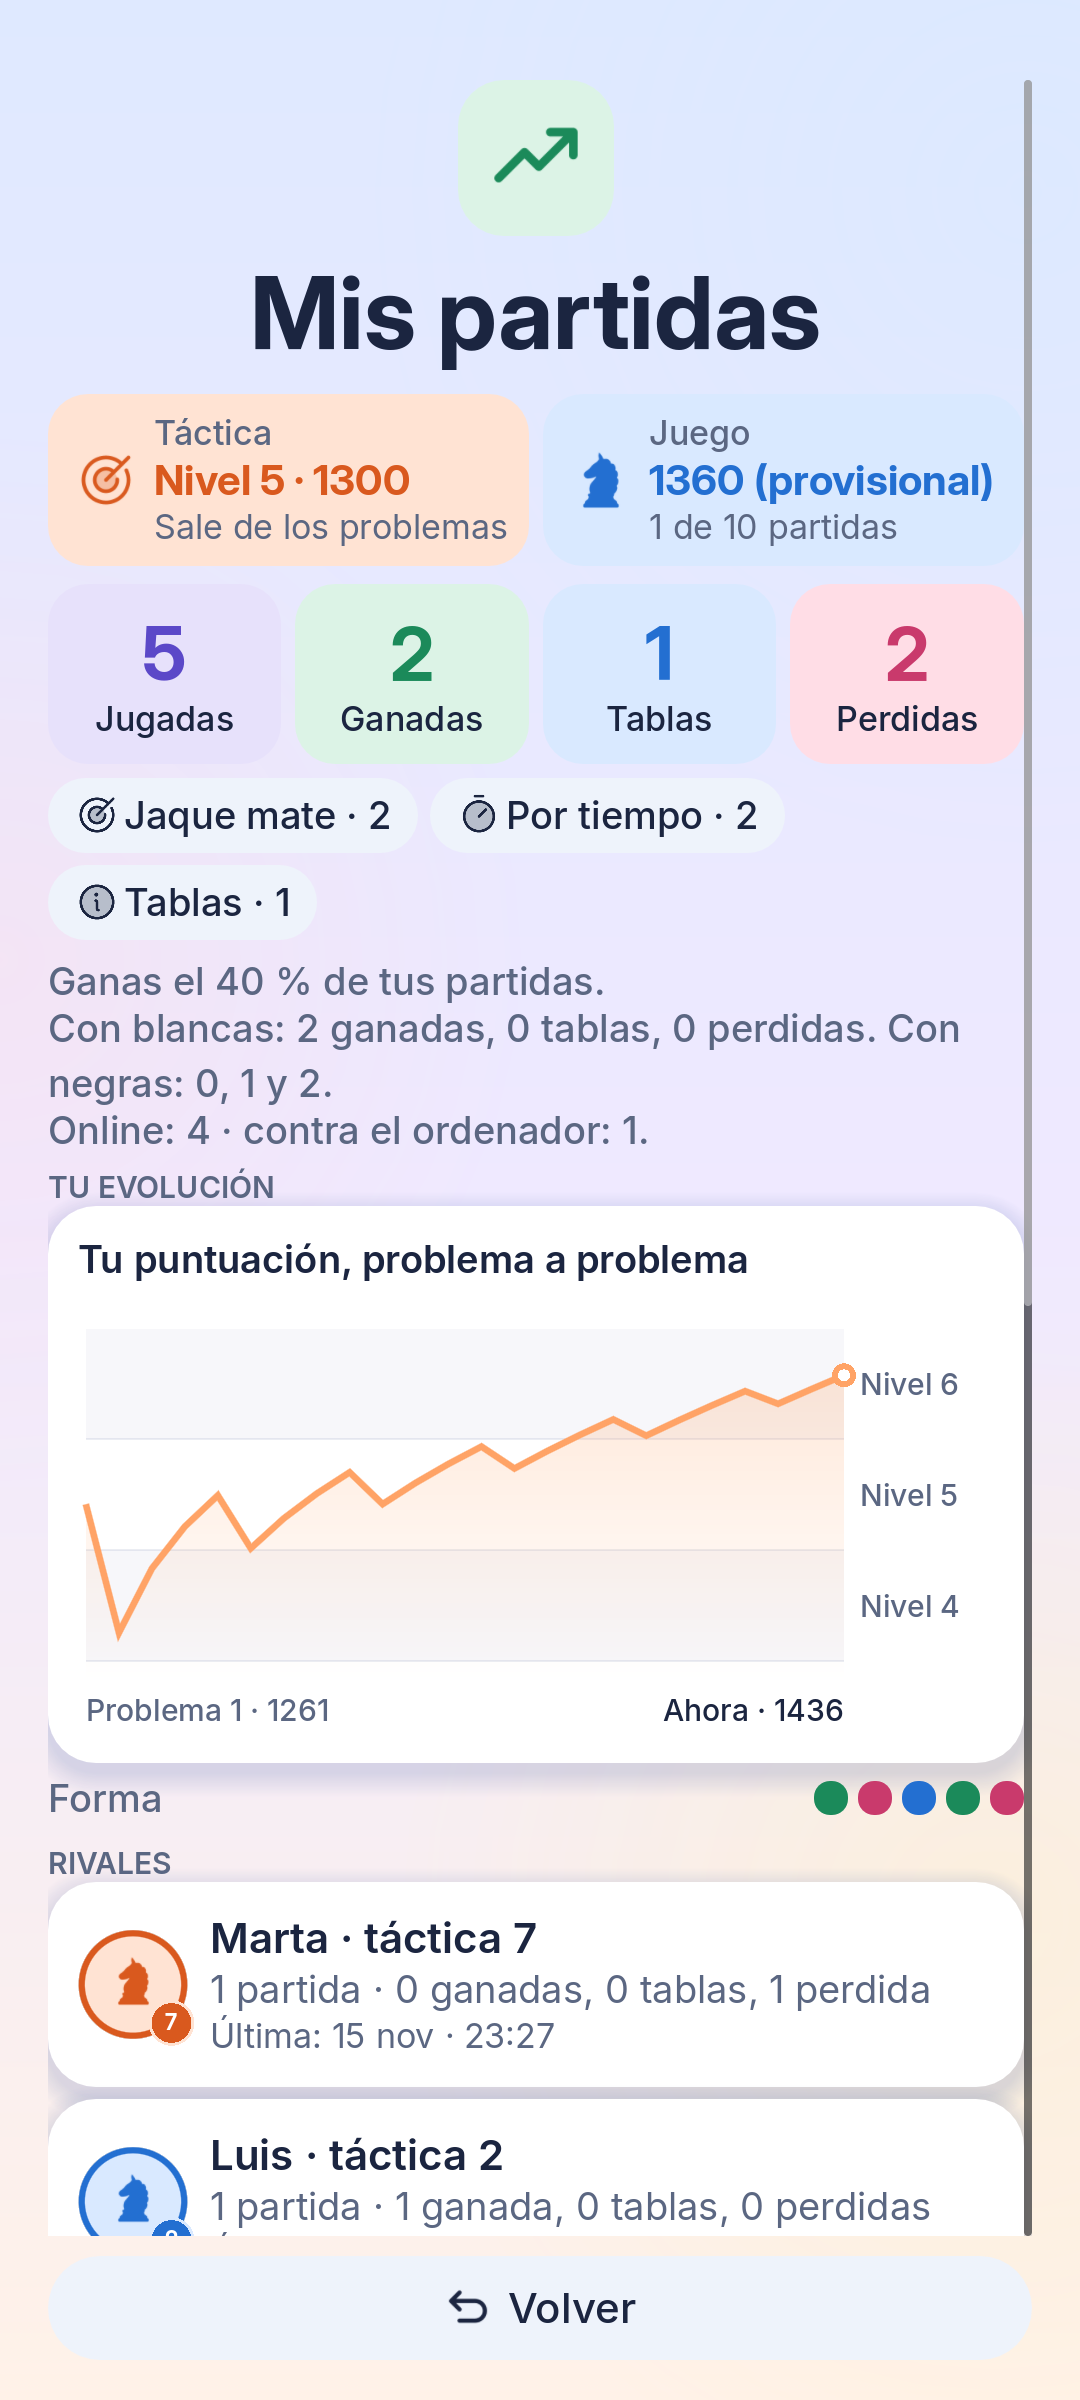 Mis partidas
Táctica
Nivel 5 · 1300
Sale de los problemas
Juego
1360 (provisional)
1 de 10 partidas
5
Jugadas
2
Ganadas
1
Tablas
2
Perdidas
Jaque mate · 2
Por tiempo · 2
Tablas · 1
Ganas el 40 % de tus partidas.
Con blancas: 2 ganadas, 0 tablas, 0 perdidas. Con
negras: 0, 1 y 2.
Online: 4 · contra el ordenador: 1.
TU EVOLUCIÓN
Tu puntuación, problema a problema
Nivel 6
Nivel 5
Nivel 4
Problema 1 · 1261
Ahora · 1436
Forma
RIVALES
Marta · táctica 7
1 partida · 0 ganadas, 0 tablas, 1 perdida
Última: 15 nov · 23:27
7
Luis · táctica 2
1 partida · 1 ganada, 0 tablas, 0 perdidas
Volver